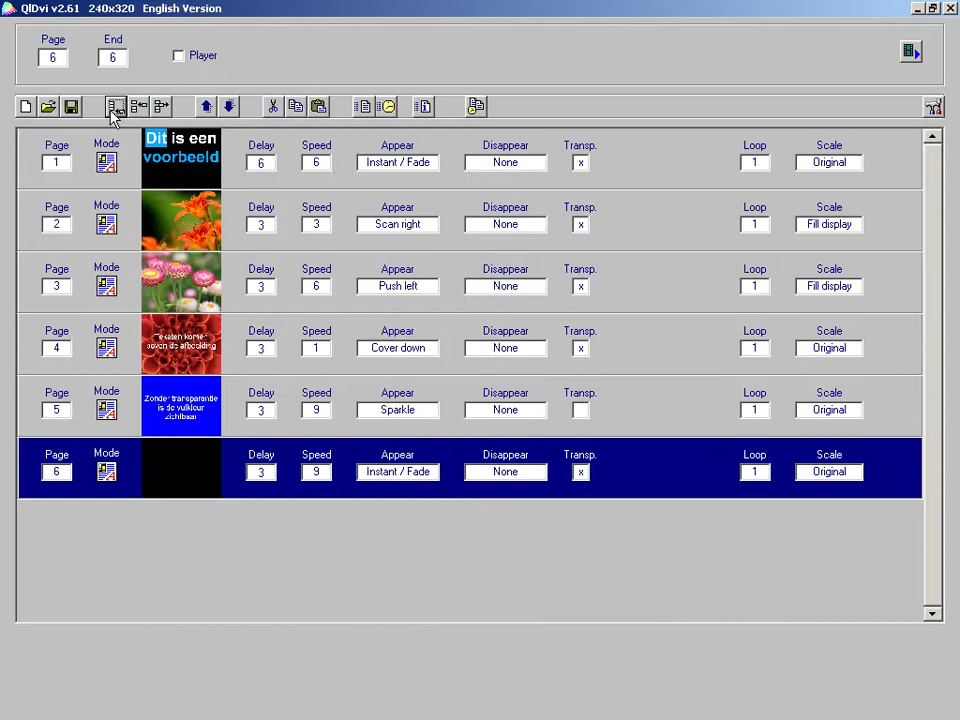 QlDvi v2.61 240x320 English Version
Page End
6 6 Player
Page Mode Dit is een voorbeeld Delay Speed Appear Disappear Transp. Loop Scale
1 6 6 Instant / Fade None x 1 Original
Page Mode Delay Speed Appear Disappear Transp. Loop Scale
2 3 3 Scan right None x 1 Fill display
Page Mode Delay Speed Appear Disappear Transp. Loop Scale
3 3 6 Push left None x 1 Fill display
Page Mode Delay Speed Appear Disappear Transp. Loop Scale
Teksten komen
boven de afbeelding
4 3 1 Cover down None x 1 Original
Page Mode Delay Speed Appear Disappear Transp. Loop Scale
Zonder transparantie
is de vulkleur
zichtbaar
5 3 9 Sparkle None 1 Original
Page Mode Delay Speed Appear Disappear Transp. Loop Scale
6 3 9 Instant / Fade None x 1 Original